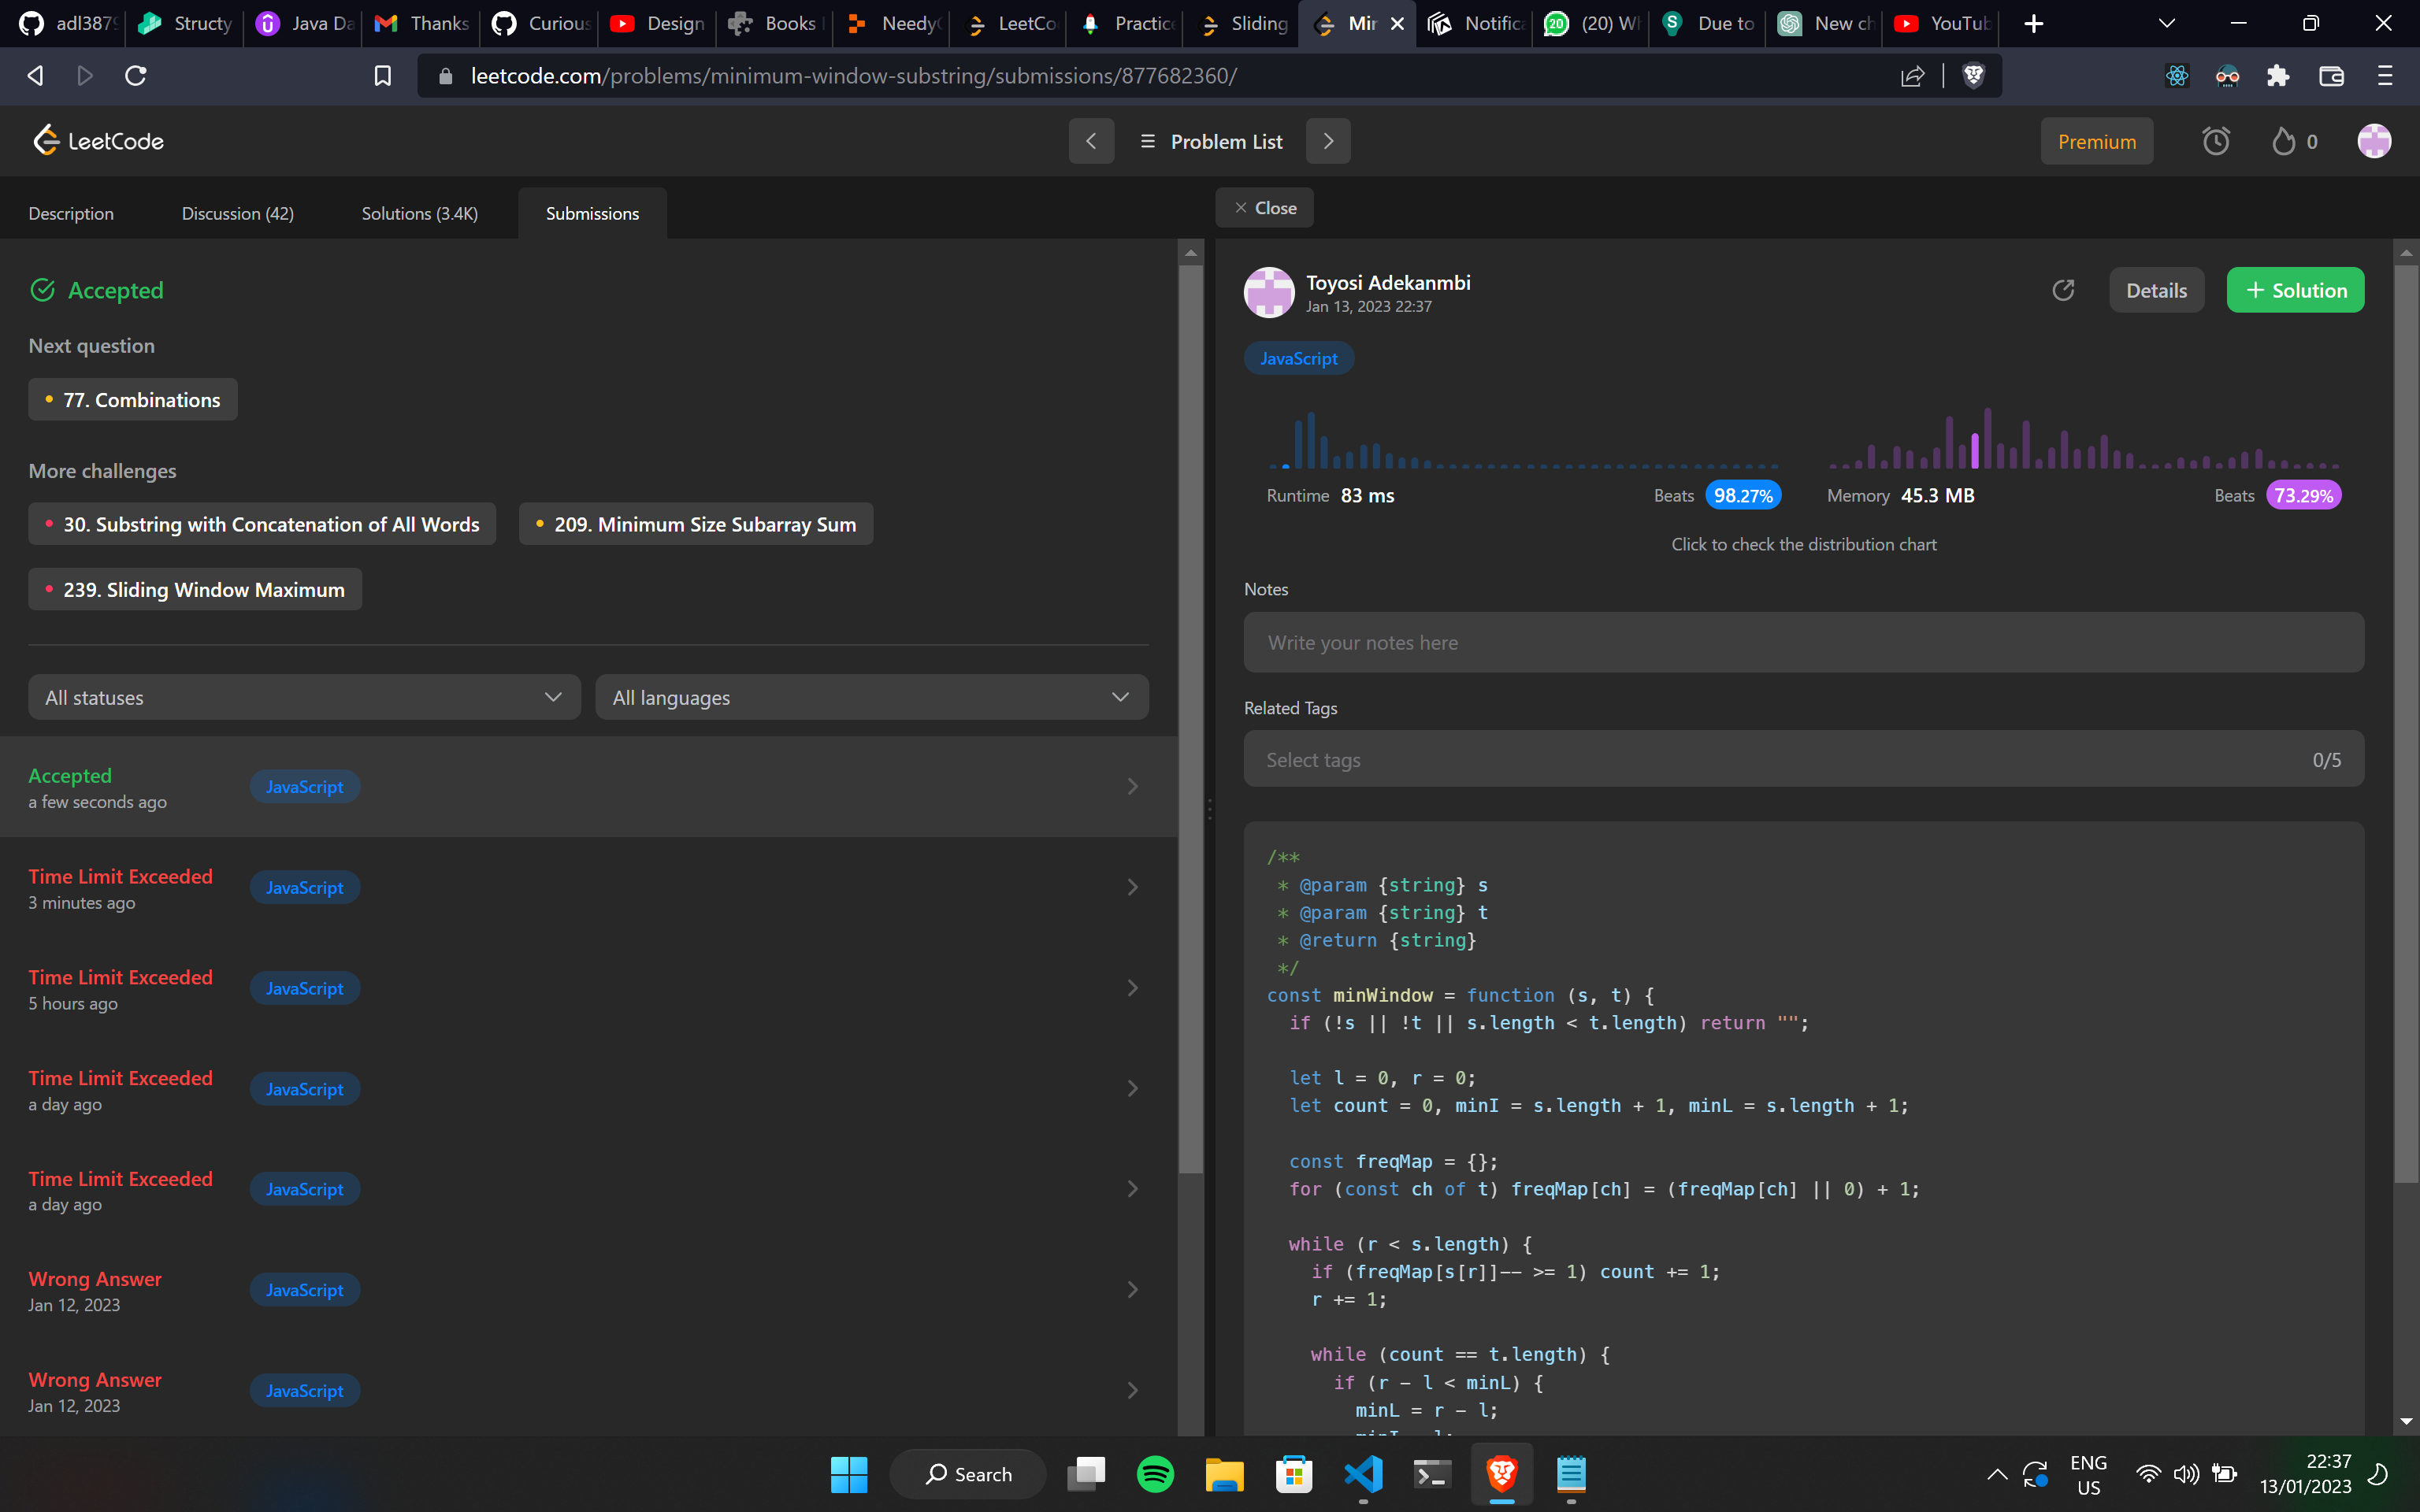 adl3879
Structy
Java Da
Thanks
Curious
Design
Books
Needy
LeetCo
Practice
Sliding
Min
Notifica
(20) Wh
Due to
New ch
YouTub
leetcode.com/problems/minimum-window-substring/submissions/877682360/
LeetCode
Problem List
Premium
0
Description
Discussion (42)
Solutions (3.4K)
Submissions
Close
Accepted
Next question
77. Combinations
More challenges
30. Substring with Concatenation of All Words
209. Minimum Size Subarray Sum
239. Sliding Window Maximum
All statuses
All languages
Accepted
JavaScript
a few seconds ago
Time Limit Exceeded
JavaScript
3 minutes ago
Time Limit Exceeded
JavaScript
5 hours ago
Time Limit Exceeded
JavaScript
a day ago
Time Limit Exceeded
JavaScript
a day ago
Wrong Answer
JavaScript
Jan 12, 2023
Wrong Answer
JavaScript
Jan 12, 2023
Toyosi Adekanmbi
Jan 13, 2023 22:37
Details
+ Solution
JavaScript
Runtime 83 ms
Beats 98.27%
Memory 45.3 MB
Beats 73.29%
Click to check the distribution chart
Notes
Write your notes here
Related Tags
Select tags
0/5
/**
* @param {string} s
* @param {string} t
* @return {string}
*/
const minWindow = function (s, t) {
if (!s || !t || s.length < t.length) return "";
let l = 0, r = 0;
let count = 0, minI = s.length + 1, minL = s.length + 1;
const freqMap = {};
for (const ch of t) freqMap[ch] = (freqMap[ch] || 0) + 1;
while (r < s.length) {
if (freqMap[s[r]]-- >= 1) count += 1;
r += 1;
while (count == t.length) {
if (r - l < minL) {
minL = r - l;
Search
ENG
US
22:37
13/01/2023